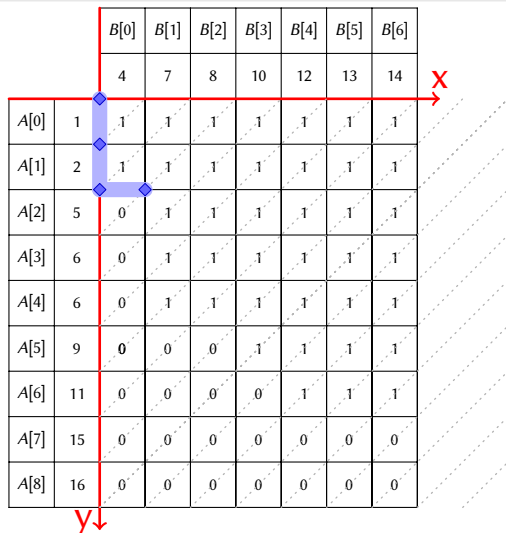 B[0] B[1] B[2] B[3] B[4] B[5] B[6]
4 7 8 10 12 13 14
x
A[0] 1 1 1 1 1 1 1 1
A[1] 2 1 1 1 1 1 1 1
A[2] 5 0 1 1 1 1 1 1
A[3] 6 0 1 1 1 1 1 1
A[4] 6 0 1 1 1 1 1 1
A[5] 9 0 0 0 1 1 1 1
A[6] 11 0 0 0 0 1 1 1
A[7] 15 0 0 0 0 0 0 0
A[8] 16 0 0 0 0 0 0 0
y